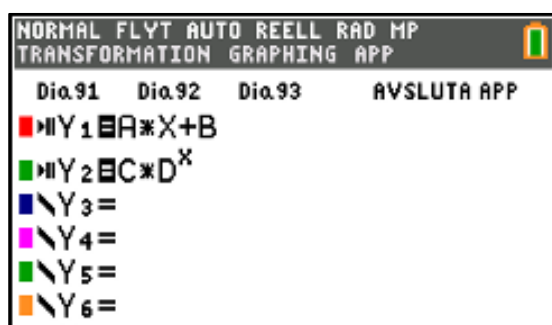 NORMAL FLYT AUTO REELL RAD MP
TRANSFORMATION GRAPHING APP
Dia.91 Dia.92 Dia.93 AVSLUTA APP
Y₁=A*X+B
Y₂=C*Dˣ
\Y₃=
\Y₄=
\Y₅=
\Y₆=